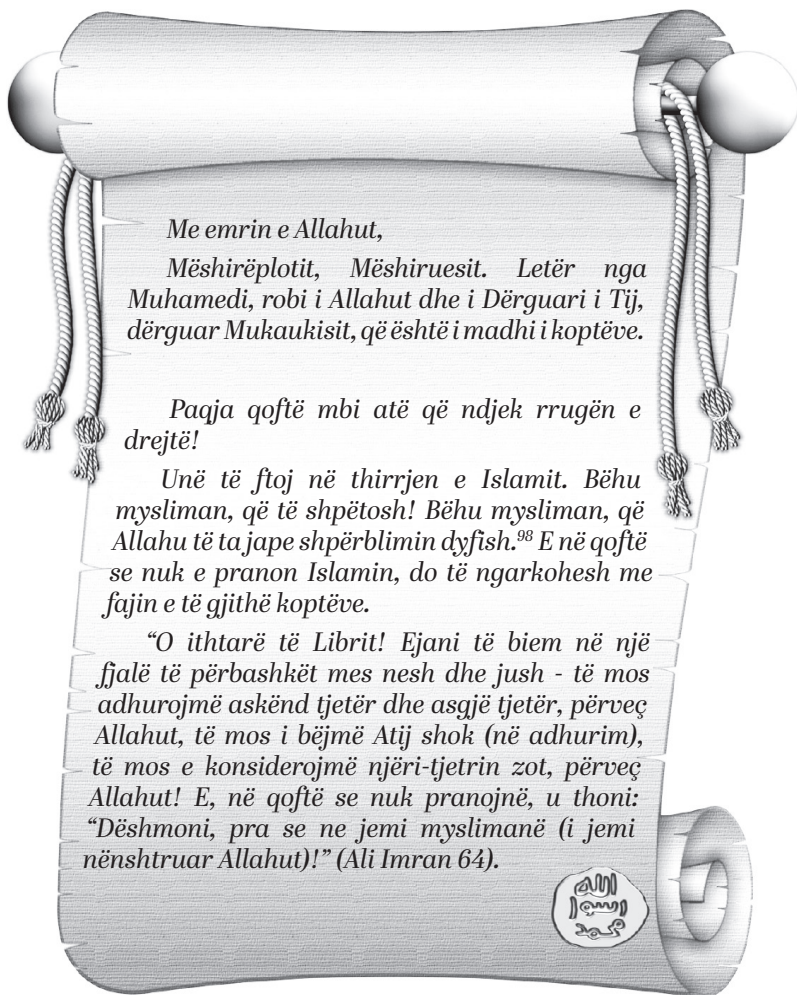 Me emrin e Allahut,
Mëshirëplotit, Mëshiruesit. Letër nga
Muhamedi, robi i Allahut dhe i Dërguari i Tij,
dërguar Mukaukisit, që është i madhi i koptëve.
Paqja qoftë mbi atë që ndjek rrugën e
drejtë!
Unë të ftoj në thirrjen e Islamit. Bëhu
mysliman, që të shpëtosh! Bëhu mysliman, që
Allahu të ta jape shpërblimin dyfish.⁹⁸ E në qoftë
se nuk e pranon Islamin, do të ngarkohesh me
fajin e të gjithë koptëve.
“O ithtarë të Librit! Ejani të biem në një
fjalë të përbashkët mes nesh dhe jush - të mos
adhurojmë askënd tjetër dhe asgjë tjetër, përveç
Allahut, të mos i bëjmë Atij shok (në adhurim),
të mos e konsiderojmë njëri-tjetrin zot, përveç
Allahut! E, në qoftë se nuk pranojnë, u thoni:
“Dëshmoni, pra se ne jemi myslimanë (i jemi
nënshtruar Allahut)!” (Ali Imran 64).
الله
رسول
محمد